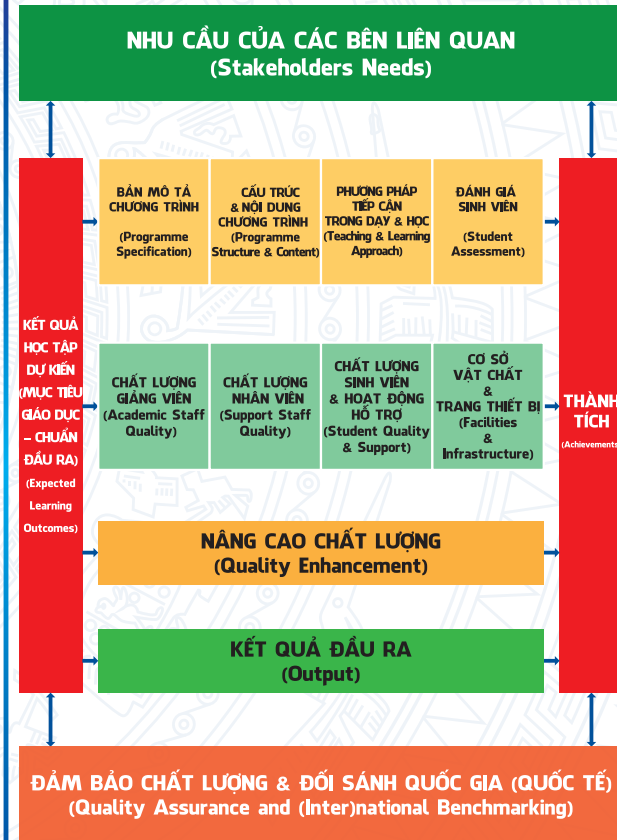 NHU CẦU CỦA CÁC BÊN LIÊN QUAN
(Stakeholders Needs)
BẢN MÔ TẢ
CHƯƠNG TRÌNH
(Programme
Specification)
CẤU TRÚC
& NỘI DUNG
CHƯƠNG TRÌNH
(Programme
Structure & Content)
PHƯƠNG PHÁP
TIẾP CẬN
TRONG DẠY & HỌC
(Teaching & Learning
Approach)
ĐÁNH GIÁ
SINH VIÊN
(Student
Assessment)
KẾT QUẢ
HỌC TẬP
DỰ KIẾN
(MỤC TIÊU
GIÁO DỤC
– CHUẨN
ĐẦU RA)
(Expected
Learning
Outcomes)
CHẤT LƯỢNG
GIẢNG VIÊN
(Academic Staff
Quality)
CHẤT LƯỢNG
NHÂN VIÊN
(Support Staff
Quality)
CHẤT LƯỢNG
SINH VIÊN
& HOẠT ĐỘNG
HỖ TRỢ
(Student Quality
& Support)
CƠ SỞ
VẬT CHẤT
&
TRANG THIẾT BỊ
(Facilities
&
Infrastructure)
THÀNH
TÍCH
(Achievements
NÂNG CAO CHẤT LƯỢNG
(Quality Enhancement)
KẾT QUẢ ĐẦU RA
(Output)
ĐẢM BẢO CHẤT LƯỢNG & ĐỐI SÁNH QUỐC GIA (QUỐC TẾ)
(Quality Assurance and (Inter)national Benchmarking)